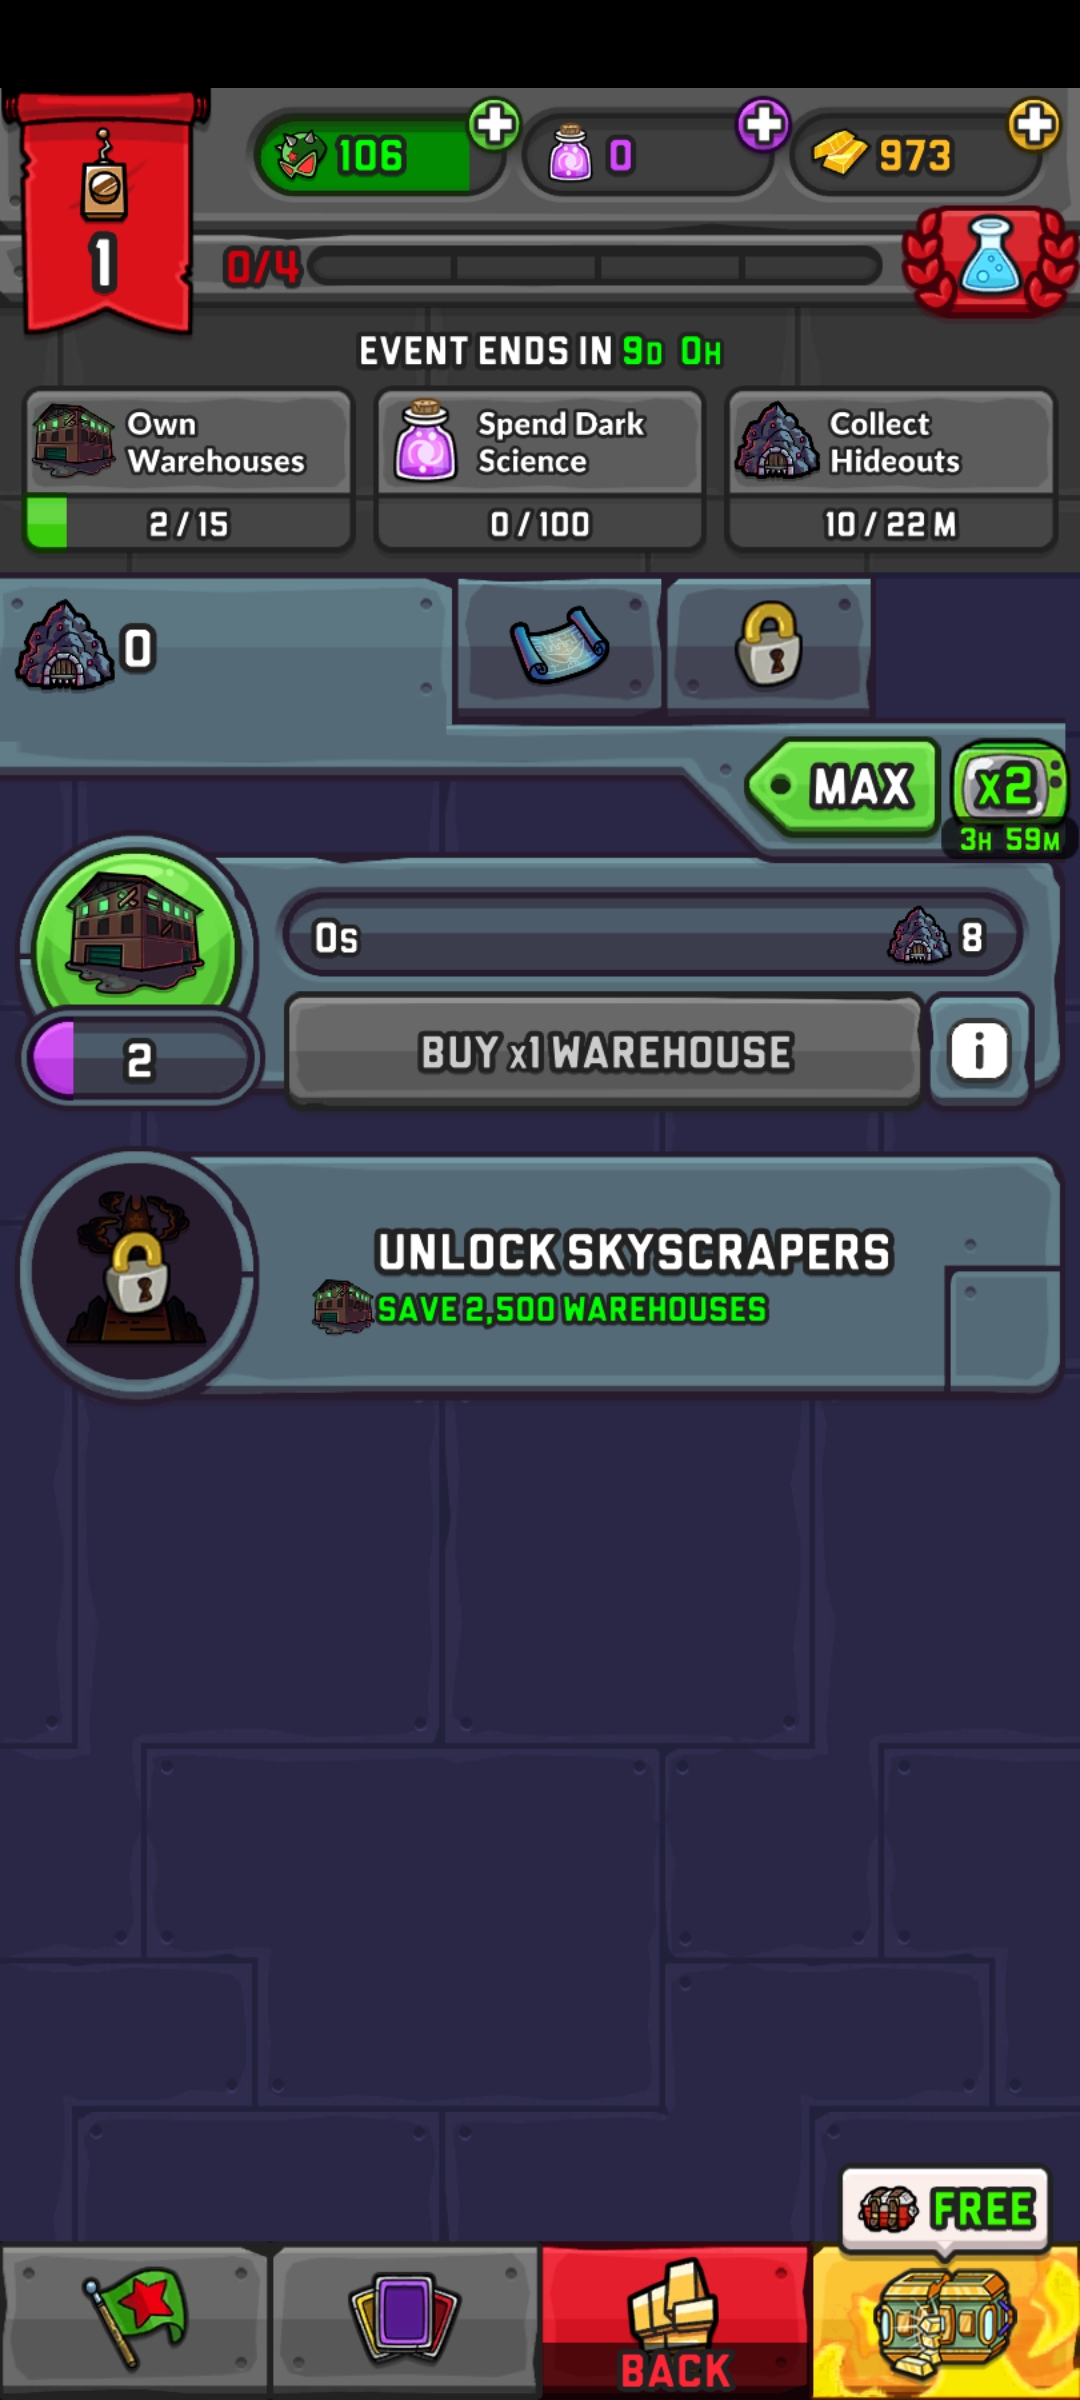 106
0
973
1
0/4
EVENT ENDS IN 9D 0H
Own
Warehouses
2 / 15
Spend Dark
Science
0 / 100
Collect
Hideouts
10 / 22 M
0
MAX
x2
3H 59M
0s
8
2
BUY x1 WAREHOUSE
i
UNLOCK SKYSCRAPERS
SAVE 2,500 WAREHOUSES
FREE
BACK